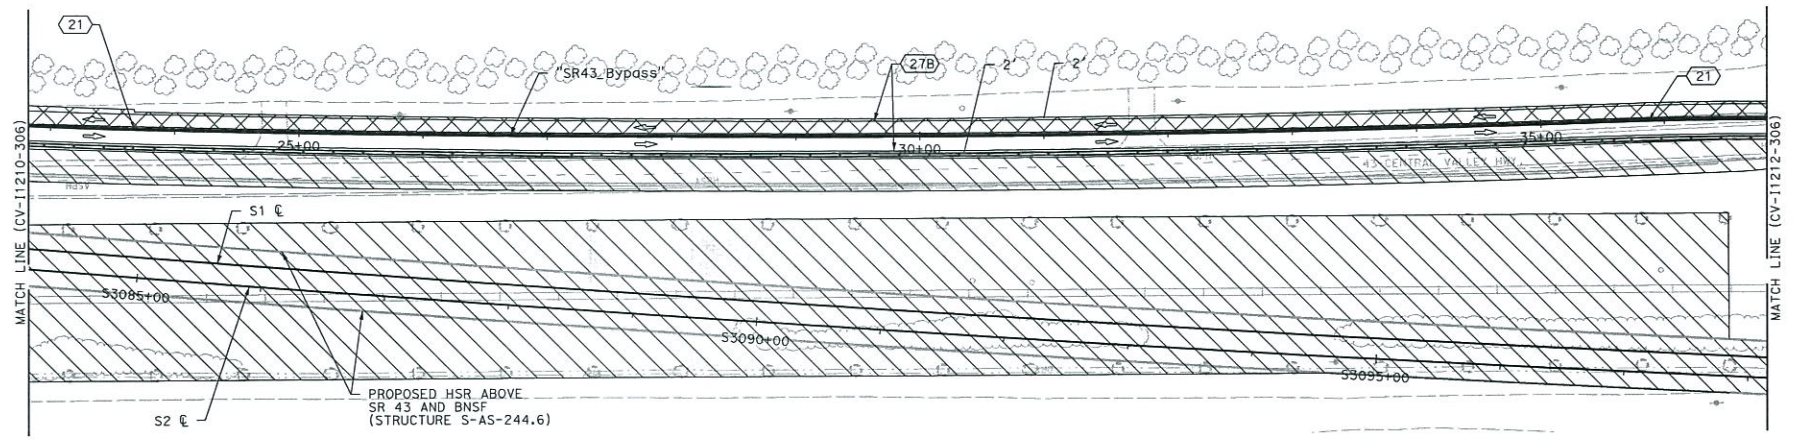 21
"SR43_Bypass"
27B
2'
2'
21
25+00
30+00
35+00
43 CENTRAL VALLEY HWY.
MATCH LINE (CV-I1210-306)
MATCH LINE (CV-I1212-306)
S1 ℄
S3085+00
S3090+00
S3095+00
PROPOSED HSR ABOVE
SR 43 AND BNSF
(STRUCTURE S-AS-244.6)
S2 ℄